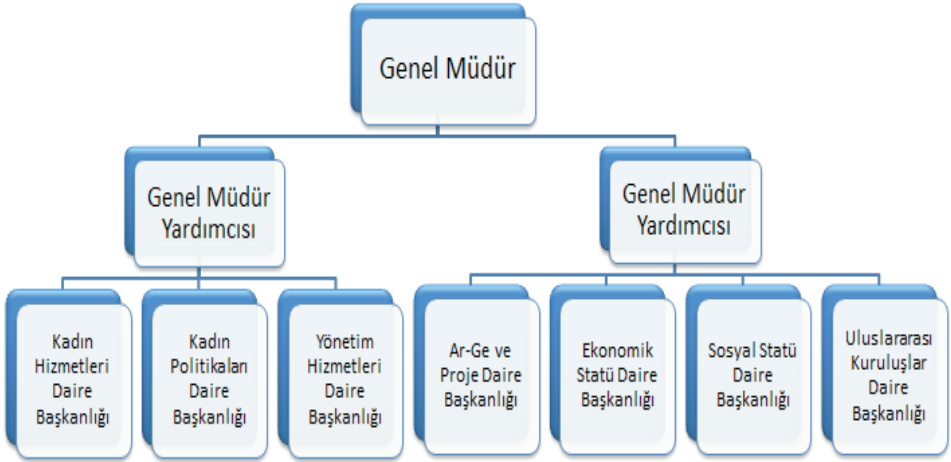 Genel Müdür
Genel Müdür
Yardımcısı
Genel Müdür
Yardımcısı
Kadın
Hizmetleri
Daire
Başkanlığı
Kadın
Politikaları
Daire
Başkanlığı
Yönetim
Hizmetleri
Daire
Başkanlığı
Ar-Ge ve
Proje Daire
Başkanlığı
Ekonomik
Statü Daire
Başkanlığı
Sosyal Statü
Daire
Başkanlığı
Uluslararası
Kuruluşlar
Daire
Başkanlığı